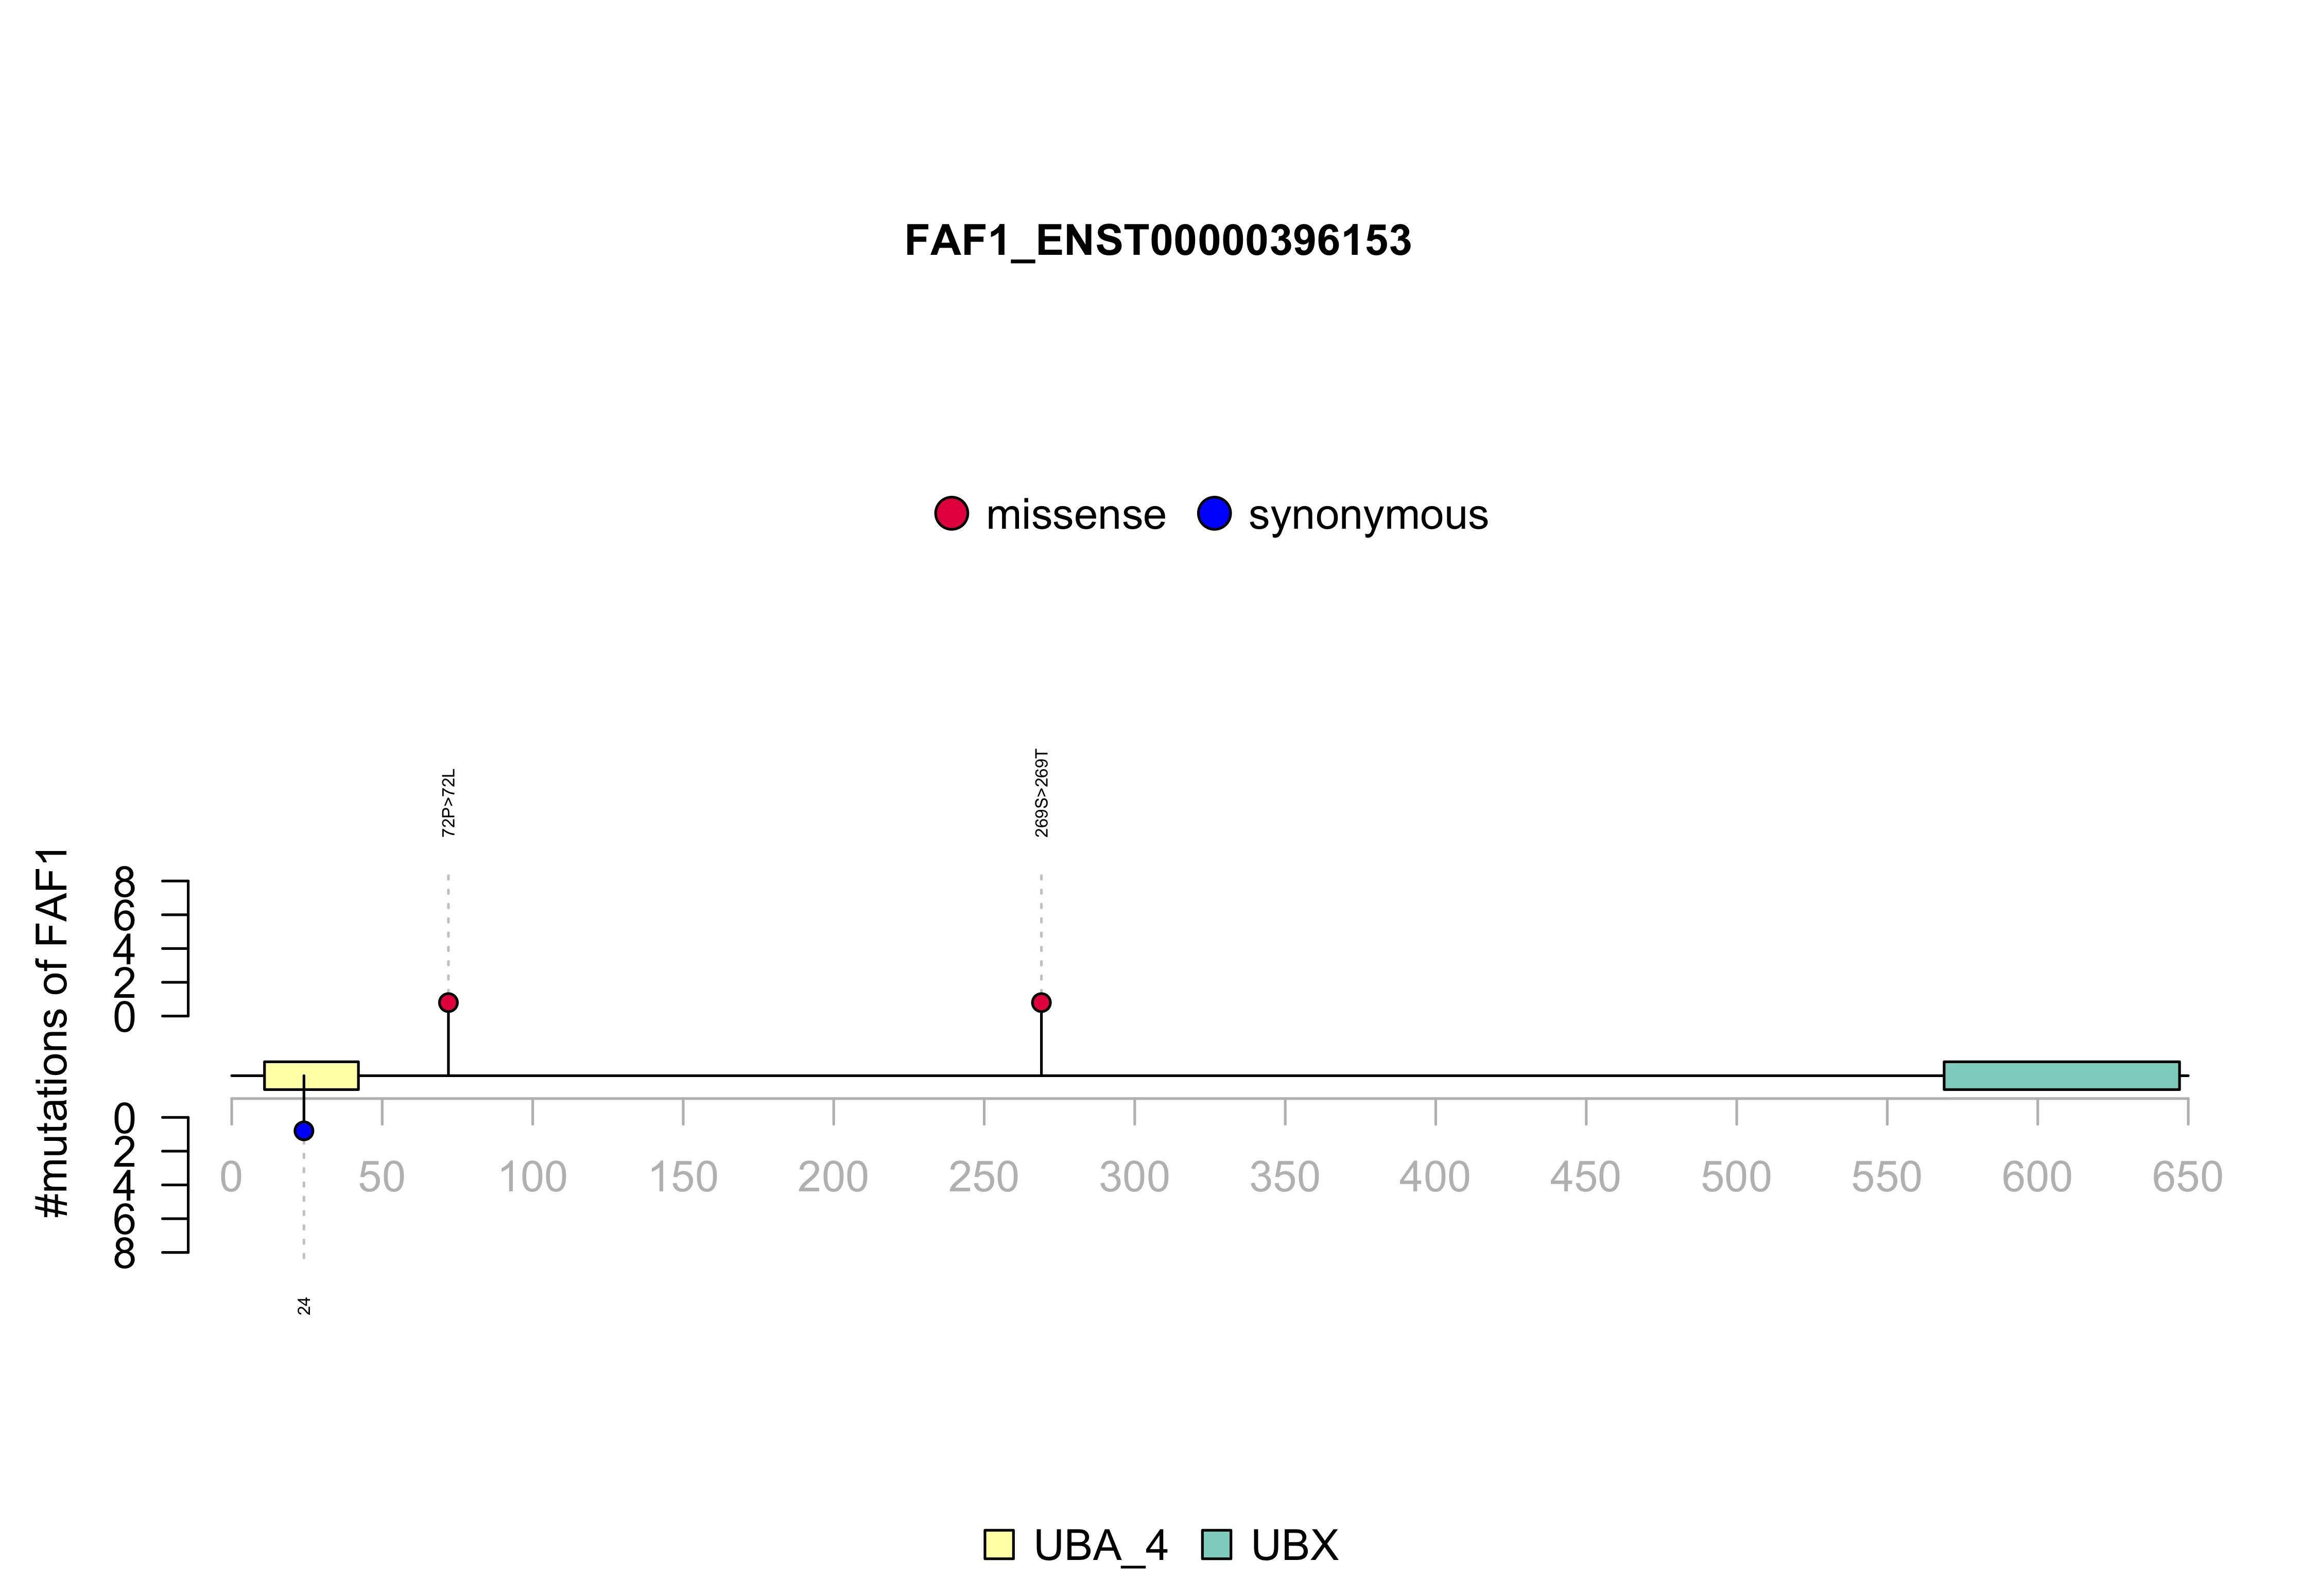 FAF1_ENST00000396153
missense synonymous
72P>72L
269S>269T
#mutations of FAF1
8
6
4
2
0
0
2
4
6
8
0 50 100 150 200 250 300 350 400 450 500 550 600 650
24
UBA_4 UBX